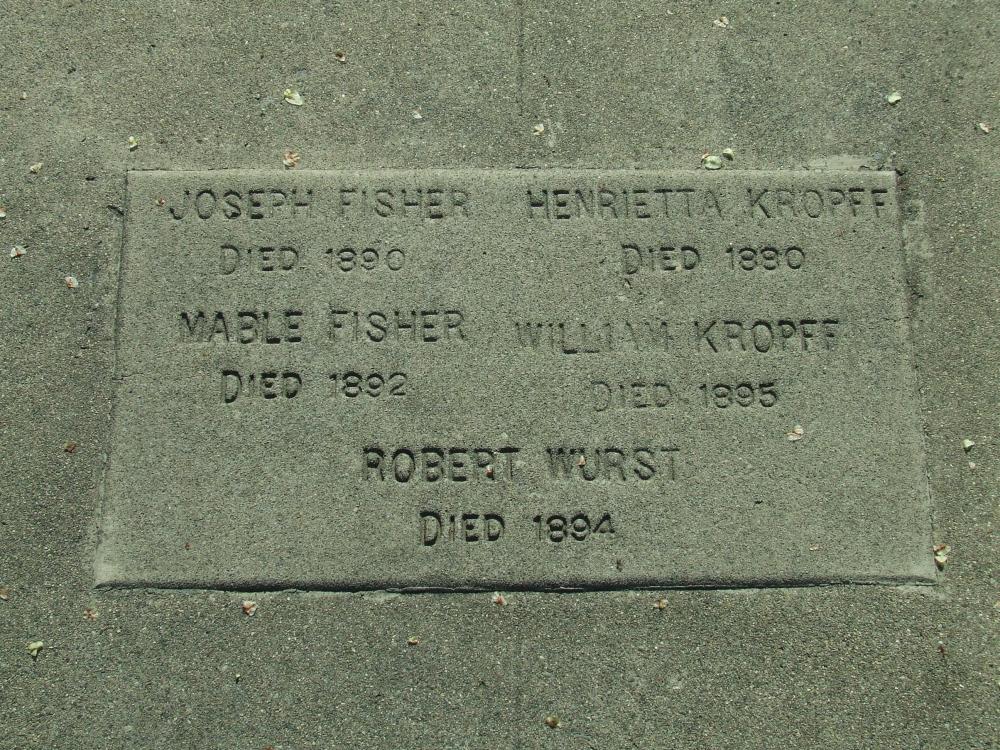 JOSEPH FISHER HENRIETTA KROPFF
DIED 1890 DIED 1880
MABLE FISHER WILLIAM KROPFF
DIED 1892 DIED 1895
ROBERT WURST
DIED 1894